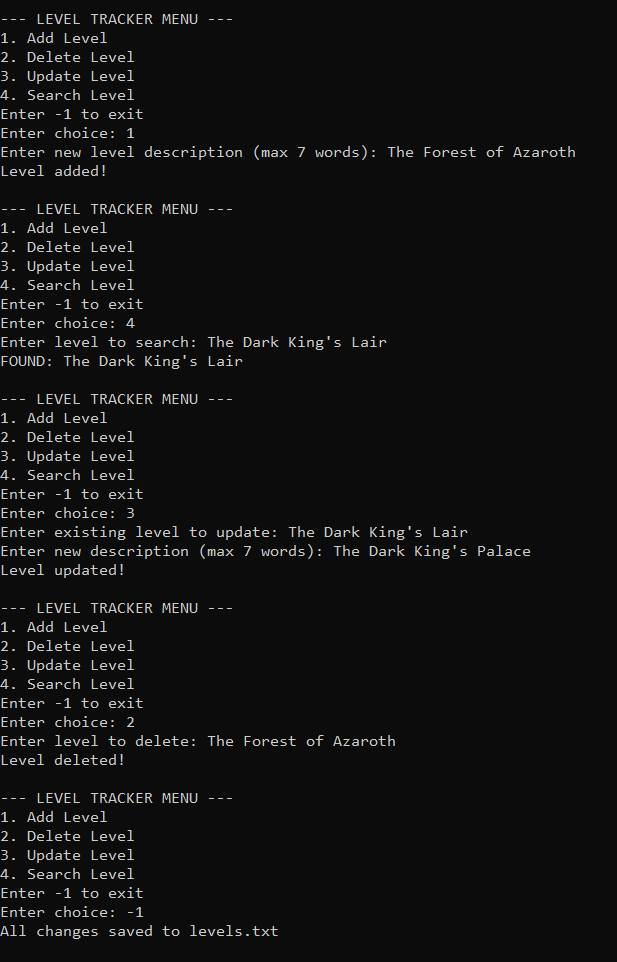 --- LEVEL TRACKER MENU ---
1. Add Level
2. Delete Level
3. Update Level
4. Search Level
Enter -1 to exit
Enter choice: 1
Enter new level description (max 7 words): The Forest of Azaroth
Level added!
--- LEVEL TRACKER MENU ---
1. Add Level
2. Delete Level
3. Update Level
4. Search Level
Enter -1 to exit
Enter choice: 4
Enter level to search: The Dark King's Lair
FOUND: The Dark King's Lair
--- LEVEL TRACKER MENU ---
1. Add Level
2. Delete Level
3. Update Level
4. Search Level
Enter -1 to exit
Enter choice: 3
Enter existing level to update: The Dark King's Lair
Enter new description (max 7 words): The Dark King's Palace
Level updated!
--- LEVEL TRACKER MENU ---
1. Add Level
2. Delete Level
3. Update Level
4. Search Level
Enter -1 to exit
Enter choice: 2
Enter level to delete: The Forest of Azaroth
Level deleted!
--- LEVEL TRACKER MENU ---
1. Add Level
2. Delete Level
3. Update Level
4. Search Level
Enter -1 to exit
Enter choice: -1
All changes saved to levels.txt